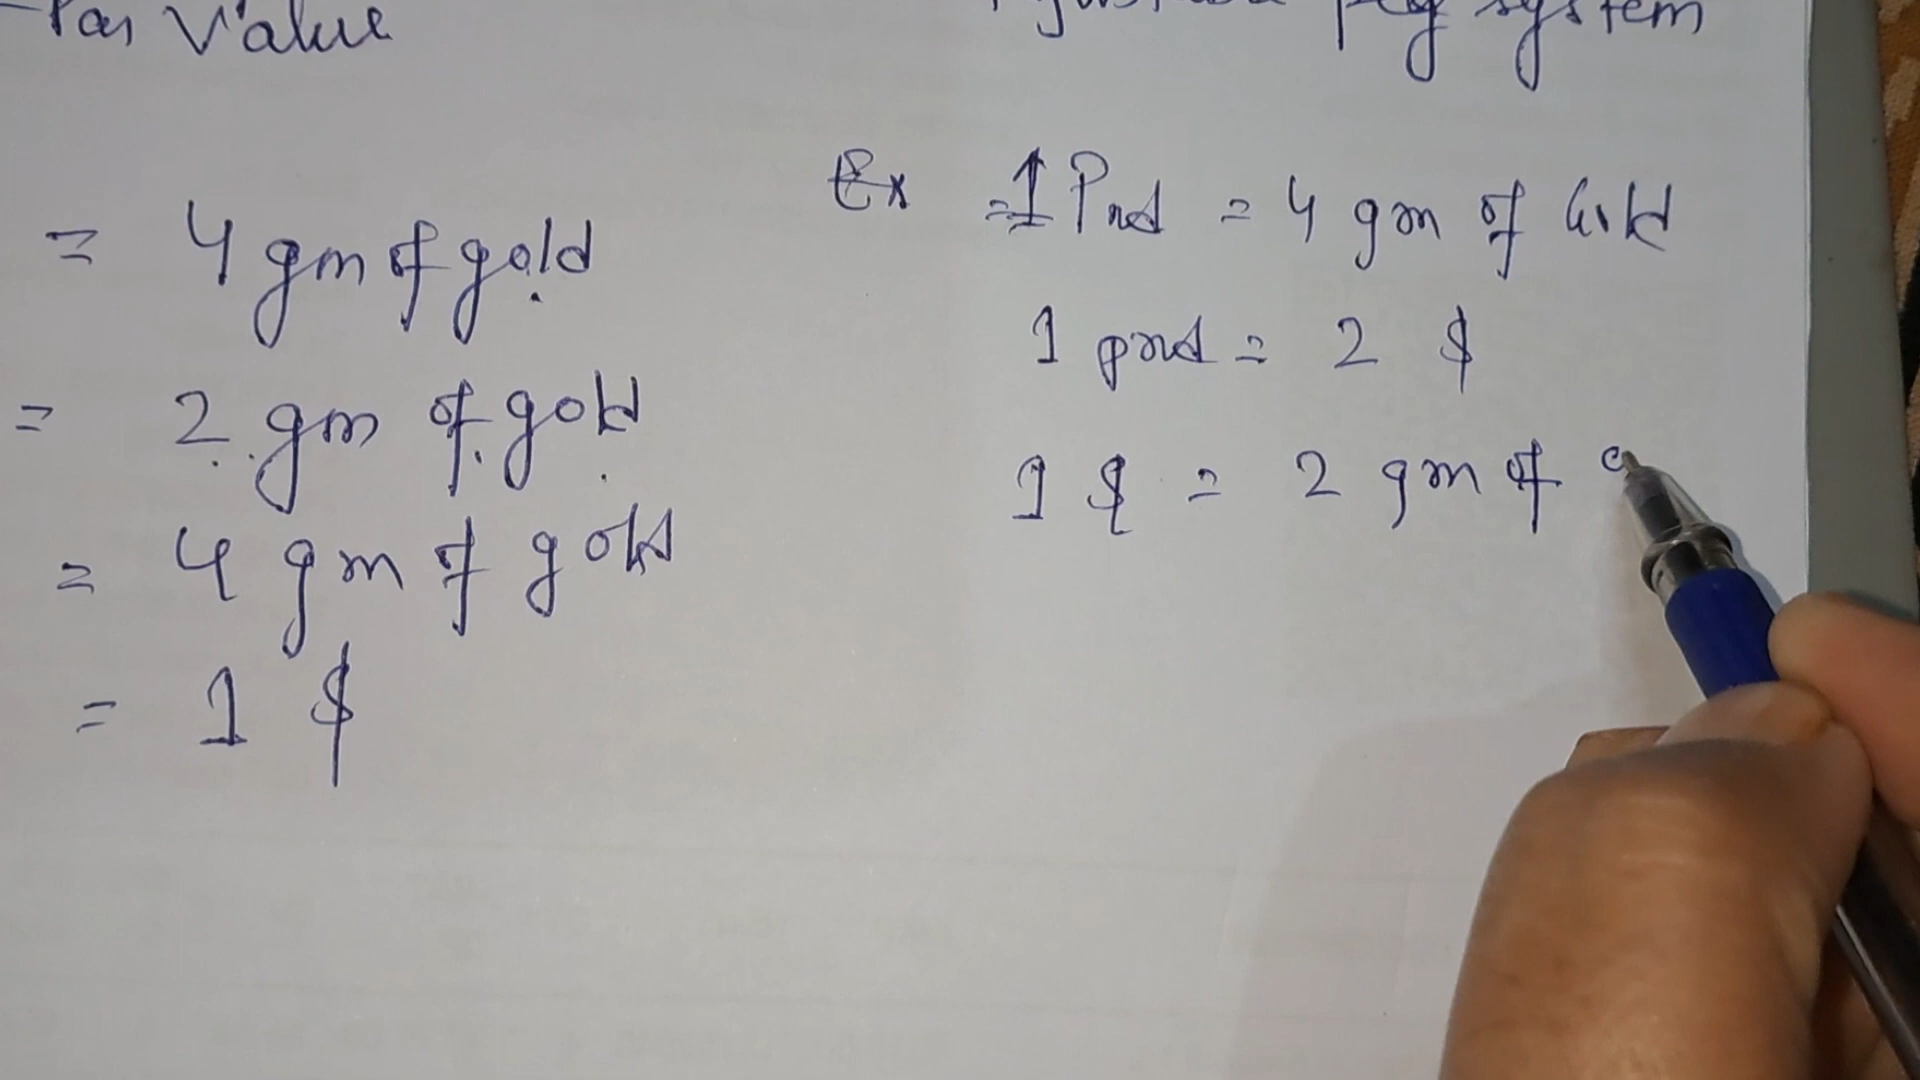 Par Value
peg system
= 4 gm of gold
= 2 gm of gold
= 4 gm of gold
= 1 $
Ex = 1 Pnd = 4 gm of Gold
1 pnd = 2 $
1 $ = 2 gm of